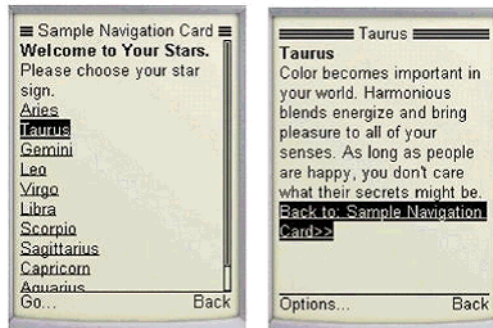 Sample Navigation Card
Welcome to Your Stars.
Please choose your star
sign.
Aries
Taurus
Gemini
Leo
Virgo
Libra
Scorpio
Sagittarius
Capricorn
Aquarius
Go... Back
Taurus
Taurus
Color becomes important in
your world. Harmonious
blends energize and bring
pleasure to all of your
senses. As long as people
are happy, you don't care
what their secrets might be.
Back to: Sample Navigation
Card>>
Options... Back